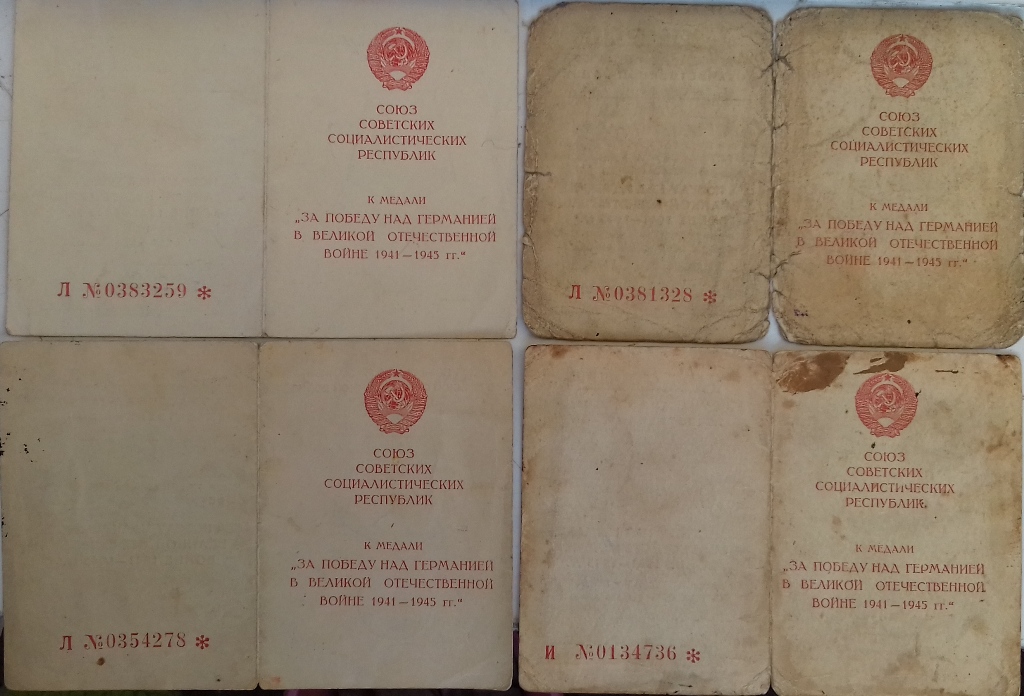 СОЮЗ
СОВЕТСКИХ
СОЦИАЛИСТИЧЕСКИХ
РЕСПУБЛИК
К МЕДАЛИ
„ЗА ПОБЕДУ НАД ГЕРМАНИЕЙ
В ВЕЛИКОЙ ОТЕЧЕСТВЕННОЙ
ВОЙНЕ 1941—1945 гг.“
Л №0383259 *
СОЮЗ
СОВЕТСКИХ
СОЦИАЛИСТИЧЕСКИХ
РЕСПУБЛИК
К МЕДАЛИ
„ЗА ПОБЕДУ НАД ГЕРМАНИЕЙ
В ВЕЛИКОЙ ОТЕЧЕСТВЕННОЙ
ВОЙНЕ 1941—1945 гг.“
Л №0381328 *
СОЮЗ
СОВЕТСКИХ
СОЦИАЛИСТИЧЕСКИХ
РЕСПУБЛИК
К МЕДАЛИ
„ЗА ПОБЕДУ НАД ГЕРМАНИЕЙ
В ВЕЛИКОЙ ОТЕЧЕСТВЕННОЙ
ВОЙНЕ 1941—1945 гг.“
Л №0354278 *
СОЮЗ
СОВЕТСКИХ
СОЦИАЛИСТИЧЕСКИХ
РЕСПУБЛИК
К МЕДАЛИ
„ЗА ПОБЕДУ НАД ГЕРМАНИЕЙ
В ВЕЛИКОЙ ОТЕЧЕСТВЕННОЙ
ВОЙНЕ 1941—1945 гг.“
И №0134736 *